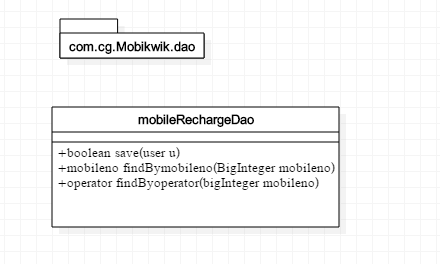 com.cg.Mobikwik.dao
mobileRechargeDao
+boolean save(user u)
+mobileno findBymobileno(BigInteger mobileno)
+operator findByoperator(bigInteger mobileno)